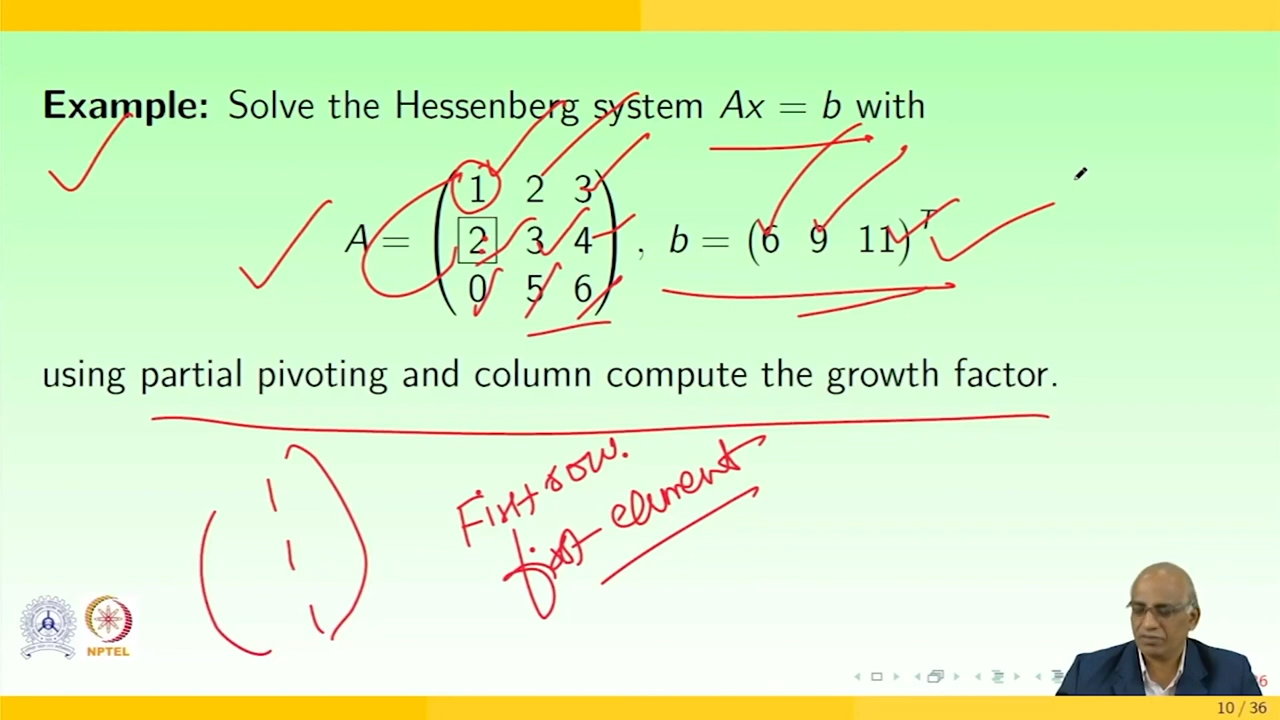 Example: Solve the Hessenberg system Ax = b with
A = ( 1 2 3
2 3 4
0 5 6 ) , b = (6 9 11)^T
using partial pivoting and column compute the growth factor.
First row.
first element
NPTEL
10 / 36